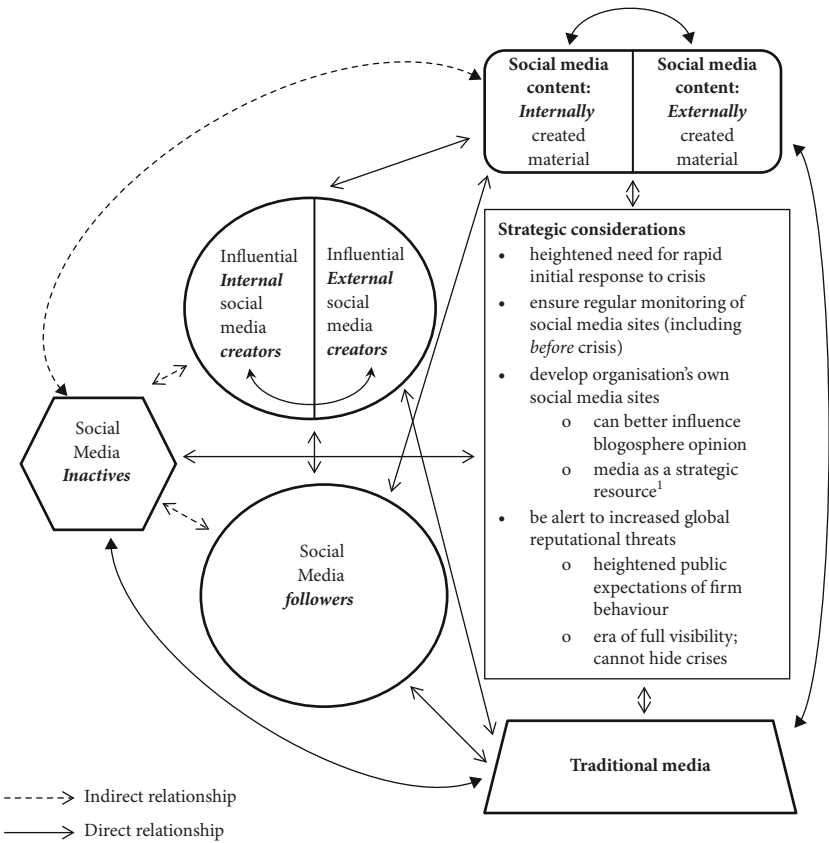 Social media
content:
Internally
created
material
Social media
content:
Externally
created
material
Influential
Internal
social
media
creators
Influential
External
social
media
creators
Strategic considerations
• heightened need for rapid
initial response to crisis
• ensure regular monitoring of
social media sites (including
before crisis)
• develop organisation's own
social media sites
o can better influence
blogosphere opinion
o media as a strategic
resource¹
• be alert to increased global
reputational threats
o heightened public
expectations of firm
behaviour
o era of full visibility;
cannot hide crises
Social
Media
Inactives
Social
Media
followers
Traditional media
Indirect relationship
Direct relationship